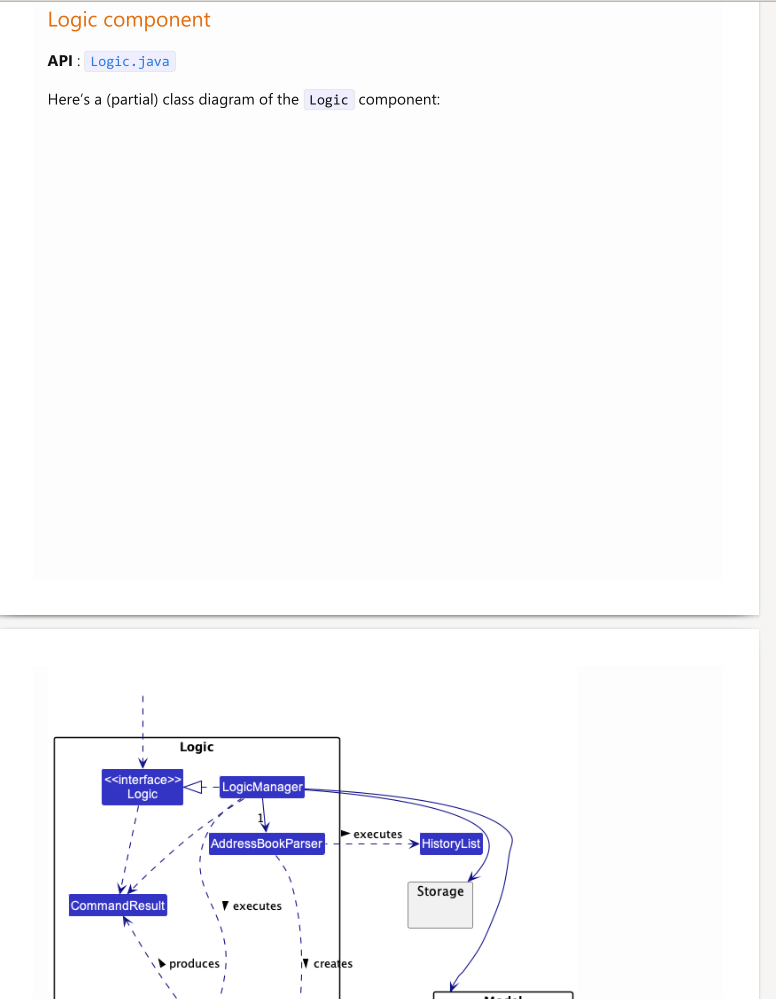 Logic component
API : Logic.java
Here's a (partial) class diagram of the Logic component:
Logic
<<interface>>
Logic
LogicManager
1
executes
AddressBookParser
HistoryList
Storage
CommandResult
executes
produces
creates
Model